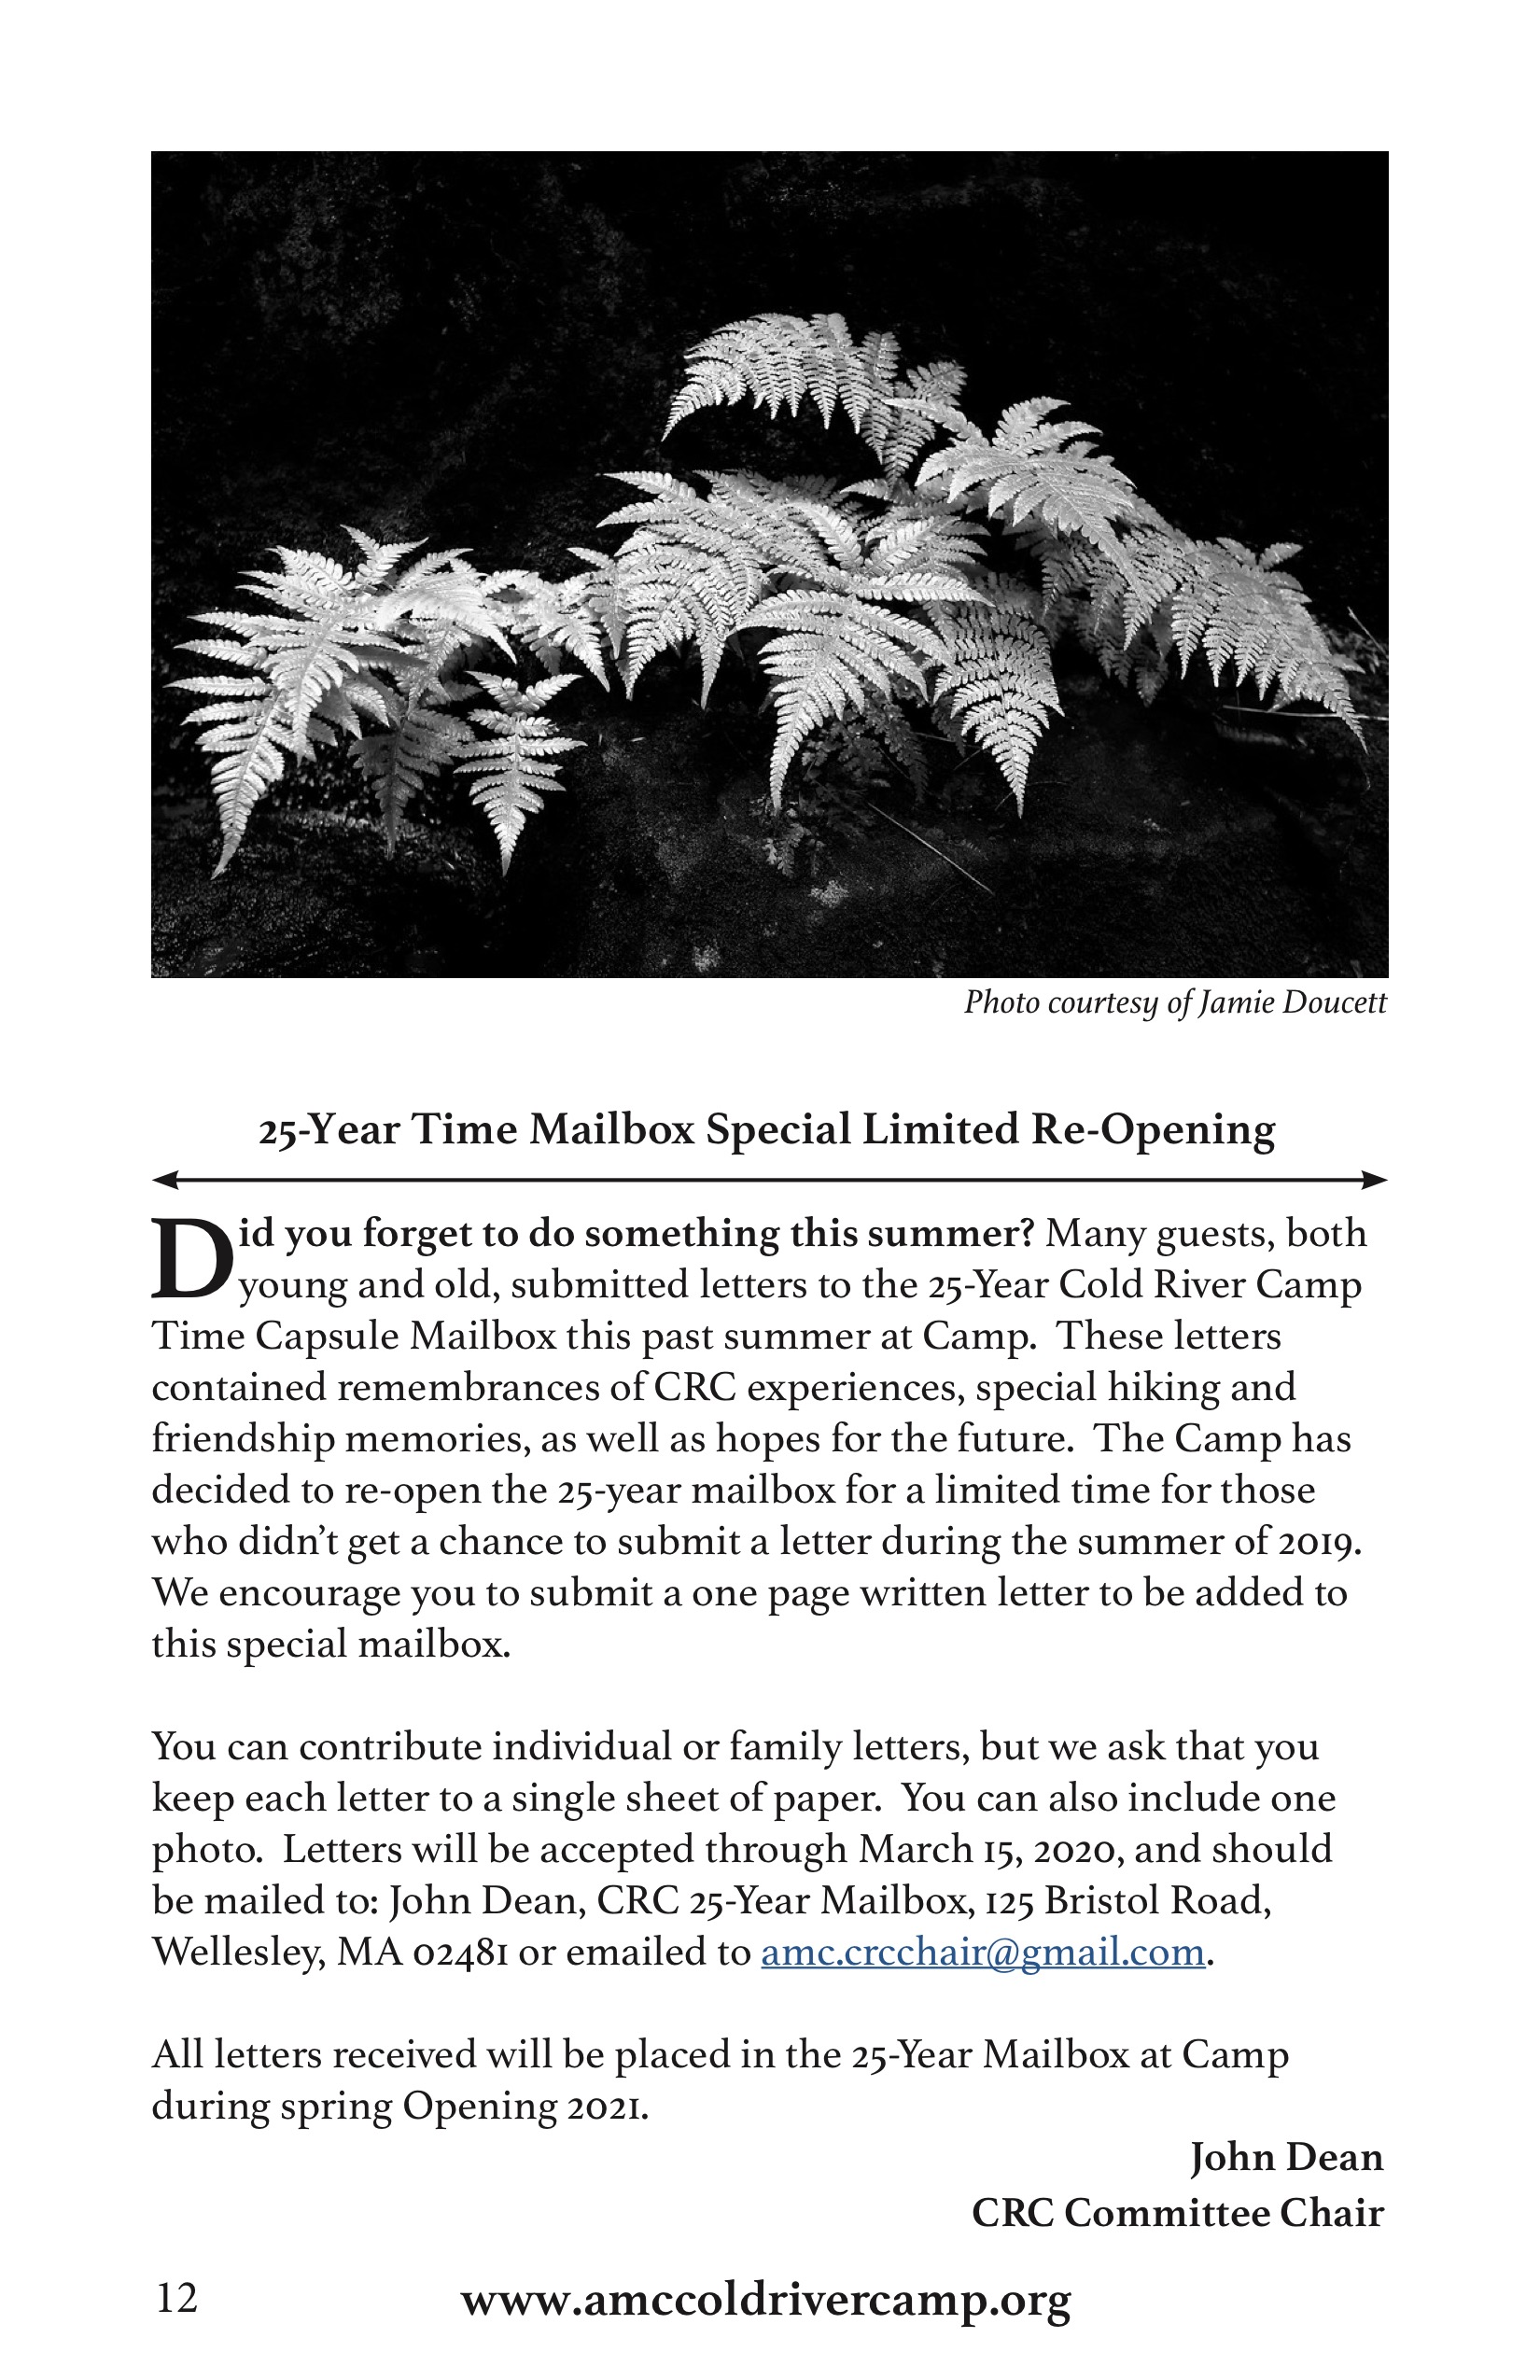 Photo courtesy of Jamie Doucett
25-Year Time Mailbox Special Limited Re-Opening
Did you forget to do something this summer? Many guests, both
young and old, submitted letters to the 25-Year Cold River Camp
Time Capsule Mailbox this past summer at Camp.  These letters
contained remembrances of CRC experiences, special hiking and
friendship memories, as well as hopes for the future.  The Camp has
decided to re-open the 25-year mailbox for a limited time for those
who didn’t get a chance to submit a letter during the summer of 2019.
We encourage you to submit a one page written letter to be added to
this special mailbox.
You can contribute individual or family letters, but we ask that you
keep each letter to a single sheet of paper.  You can also include one
photo.  Letters will be accepted through March 15, 2020, and should
be mailed to: John Dean, CRC 25-Year Mailbox, 125 Bristol Road,
Wellesley, MA 02481 or emailed to amc.crcchair@gmail.com.
All letters received will be placed in the 25-Year Mailbox at Camp
during spring Opening 2021.
John Dean
CRC Committee Chair
12
www.amccoldrivercamp.org